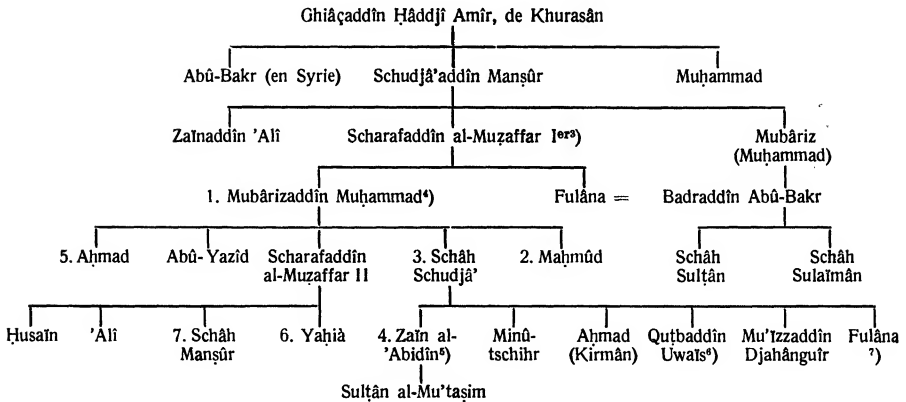 Ghiâçaddîn Ḥâddjî Amîr, de Khurasân
Abû-Bakr (en Syrie) Schudjâ’addîn Manṣûr Muḥammad
Zaïnaddîn ’Alî Scharafaddîn al-Muẓaffar Iᵉʳ³) Mubâriz
(Muḥammad)
1. Mubârizaddîn Muḥammad⁴) Fulâna = Badraddîn Abû-Bakr
5. Aḥmad Abû-Yazîd Scharafaddîn 3. Schâh 2. Maḥmûd Schâh Schâh
al-Muẓaffar II Schudjâ’ Sulṭân Sulaïmân
Ḥusaïn ’Alî 7. Schâh 6. Yaḥià 4. Zaïn al- Minû- Aḥmad Quṭbaddîn Mu’ïzzaddîn Fulâna
Manṣûr ’Abidîn⁵) tschihr (Kirmân) Uwaïs⁶) Djahânguîr ⁷)
Sulṭân al-Mu’taṣim